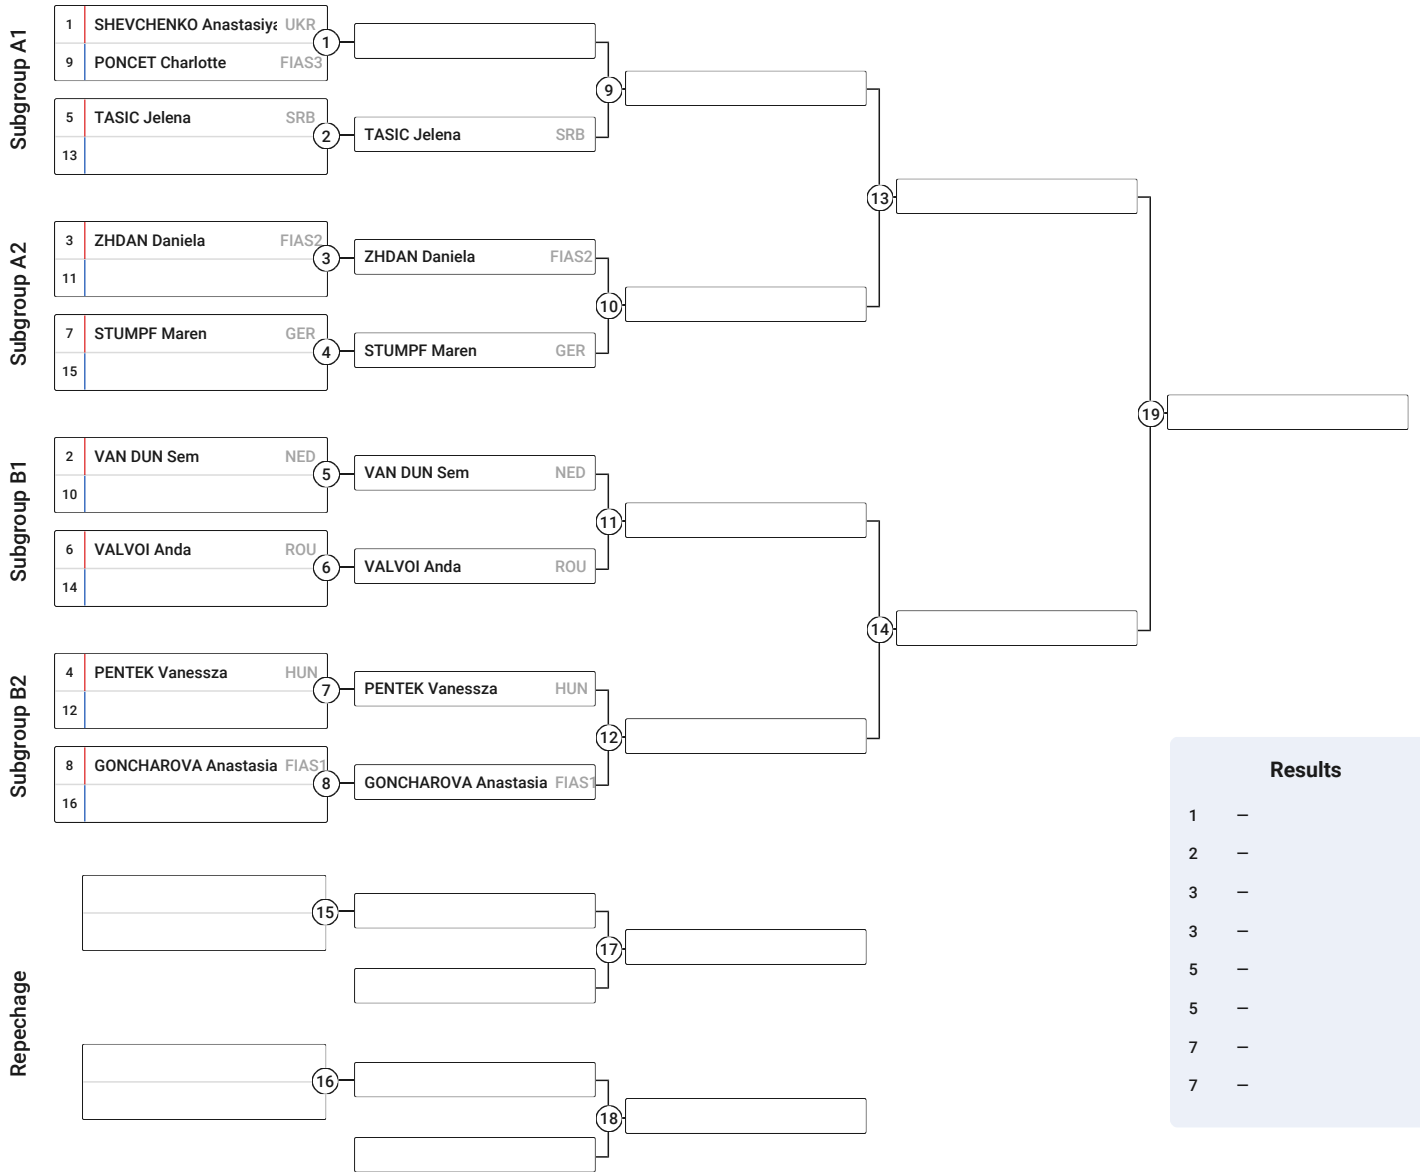 Subgroup A1
1 SHEVCHENKO Anastasiya UKR
1
9 PONCET Charlotte FIAS3
9
5 TASIC Jelena SRB
2
TASIC Jelena SRB
13
13
Subgroup A2
3 ZHDAN Daniela FIAS2
3
ZHDAN Daniela FIAS2
11
10
7 STUMPF Maren GER
4
STUMPF Maren GER
15
19
Subgroup B1
2 VAN DUN Sem NED
5
VAN DUN Sem NED
10
11
6 VALVOI Anda ROU
6
VALVOI Anda ROU
14
14
Subgroup B2
4 PENTEK Vanessza HUN
7
PENTEK Vanessza HUN
12
12
8 GONCHAROVA Anastasia FIAS1
8
GONCHAROVA Anastasia FIAS1
16
Repechage
15
17
16
18
Results
1 –
2 –
3 –
3 –
5 –
5 –
7 –
7 –